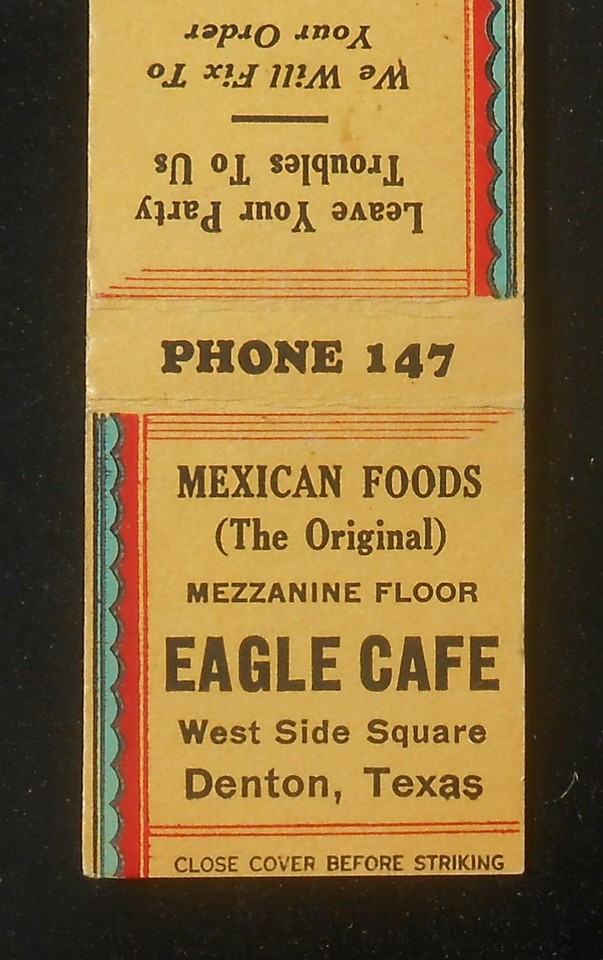 Leave Your Party
Troubles To Us
We Will Fix To
Your Order
PHONE 147
MEXICAN FOODS
(The Original)
MEZZANINE FLOOR
EAGLE CAFE
West Side Square
Denton, Texas
CLOSE COVER BEFORE STRIKING